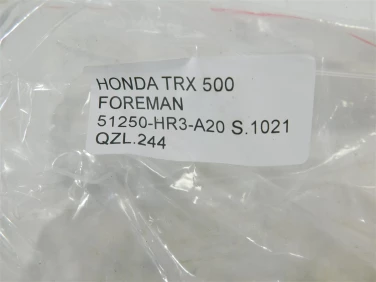 HONDA TRX 500
FOREMAN
51250-HR3-A20 S.1021
QZL.244